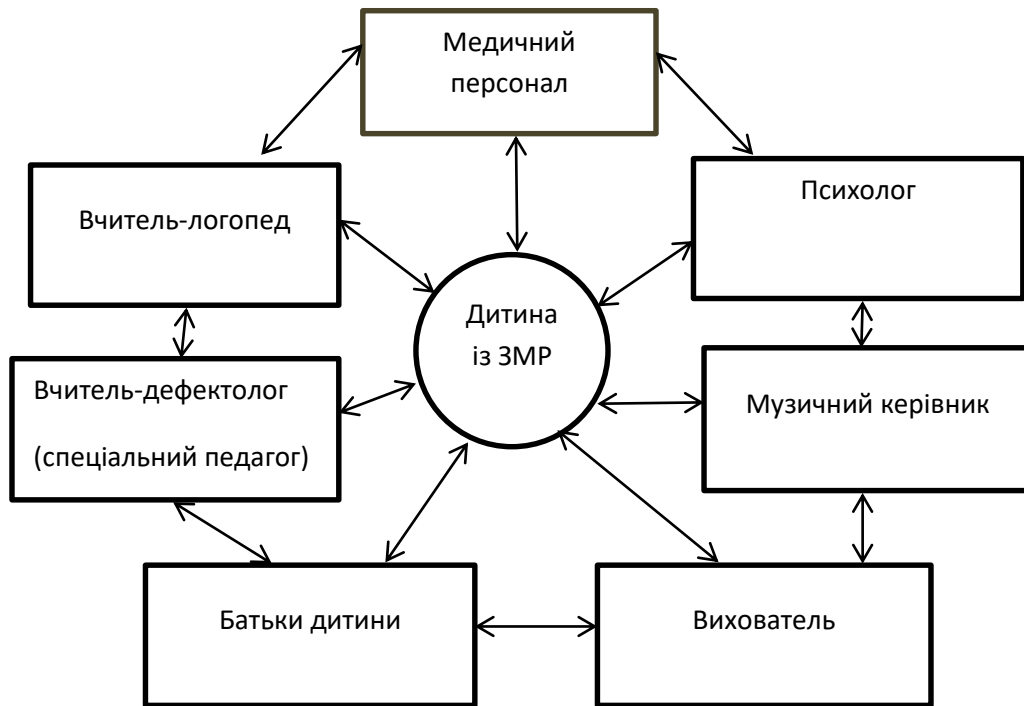 Медичний
персонал
Вчитель-логопед
Психолог
Дитина
із ЗМР
Вчитель-дефектолог
(спеціальний педагог)
Музичний керівник
Батьки дитини
Вихователь